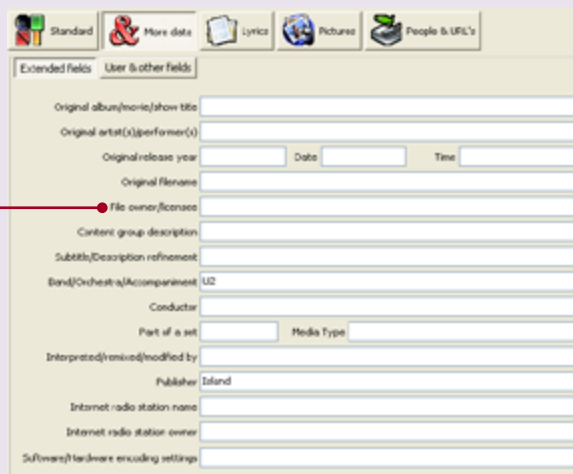 Standard More data Lyrics Pictures People & URL's
Extended fields User & other fields
Original album/movie/show title
Original artist(s)/performer(s)
Original release year Date Time
Original filename
File owner/licensee
Content group description
Subtitle/Description refinement
Band/Orchestra/Accompaniment U2
Conductor
Part of a set Media Type
Interpreted/remixed/modified by
Publisher Island
Internet radio station name
Internet radio station owner
Software/Hardware encoding settings